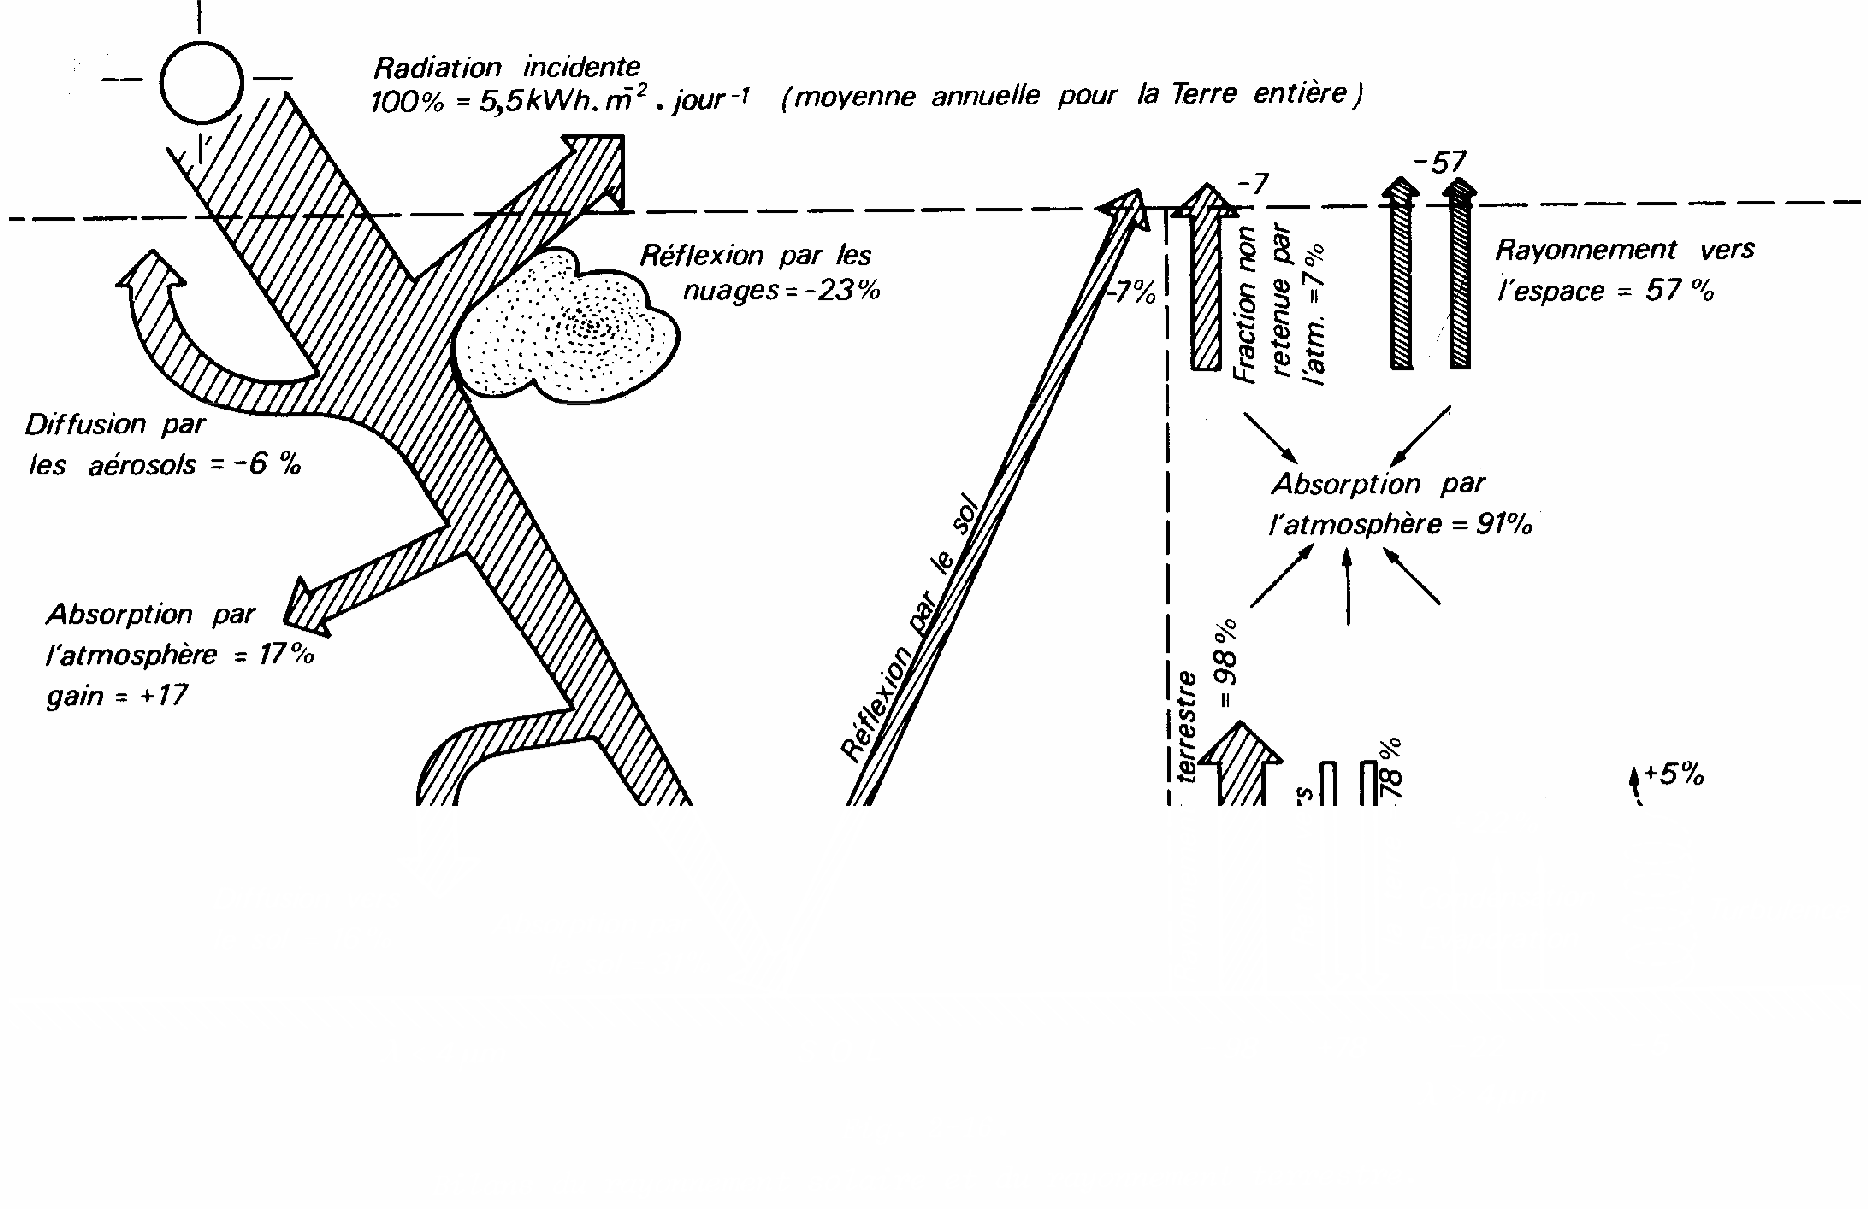 Radiation incidente
100% = 5,5kWh.m̄². jour-1 (moyenne annuelle pour la Terre entière)
-57
-7
Réflexion par les
nuages = -23%
-7%
Fraction non
retenue par
l'atm. =7%
Rayonnement vers
l'espace = 57 %
Diffusion par
les aérosols = -6 %
Absorption par
l'atmosphère = 91%
Réflexion par le sol
Absorption par
l'atmosphère = 17%
gain = +17
terrestre
= 98%
78%
+5%